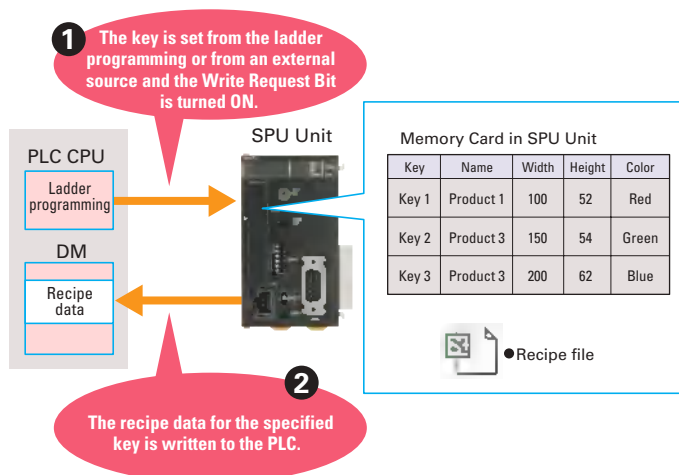 1
The key is set from the ladder
programming or from an external
source and the Write Request Bit
is turned ON.
SPU Unit
PLC CPU
Ladder
programming
DM
Recipe
data
Memory Card in SPU Unit
Key Name Width Height Color
Key 1 Product 1 100 52 Red
Key 2 Product 3 150 54 Green
Key 3 Product 3 200 62 Blue
●Recipe file
2
The recipe data for the specified
key is written to the PLC.